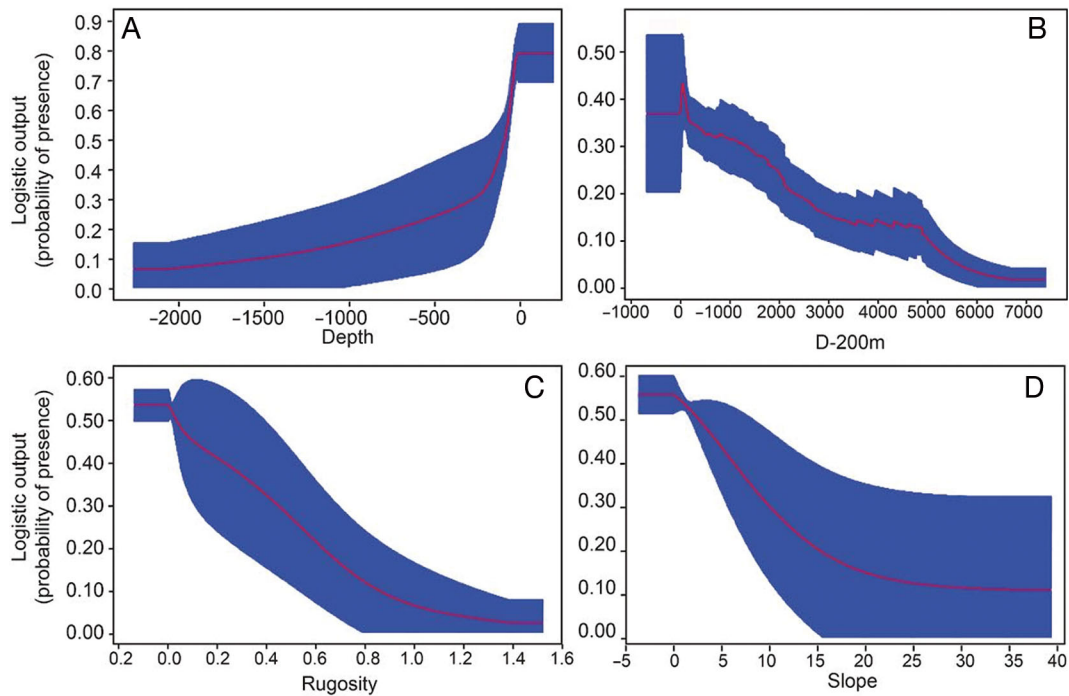 A
Logistic output
(probability of presence)
0.9
0.8
0.7
0.6
0.5
0.4
0.3
0.2
0.1
0.0
−2000 −1500 −1000 −500 0
Depth
B
0.50
0.40
0.30
0.20
0.10
0.00
−1000 0 −1000 2000 3000 4000 5000 6000 7000
D-200m
C
Logistic output
(probability of presence)
0.60
0.50
0.40
0.30
0.20
0.10
0.00
0.2 0.0 0.2 0.4 0.6 0.8 1.0 1.2 1.4 1.6
Rugosity
D
0.60
0.50
0.40
0.30
0.20
0.10
0.00
−5 0 5 10 15 20 25 30 35 40
Slope